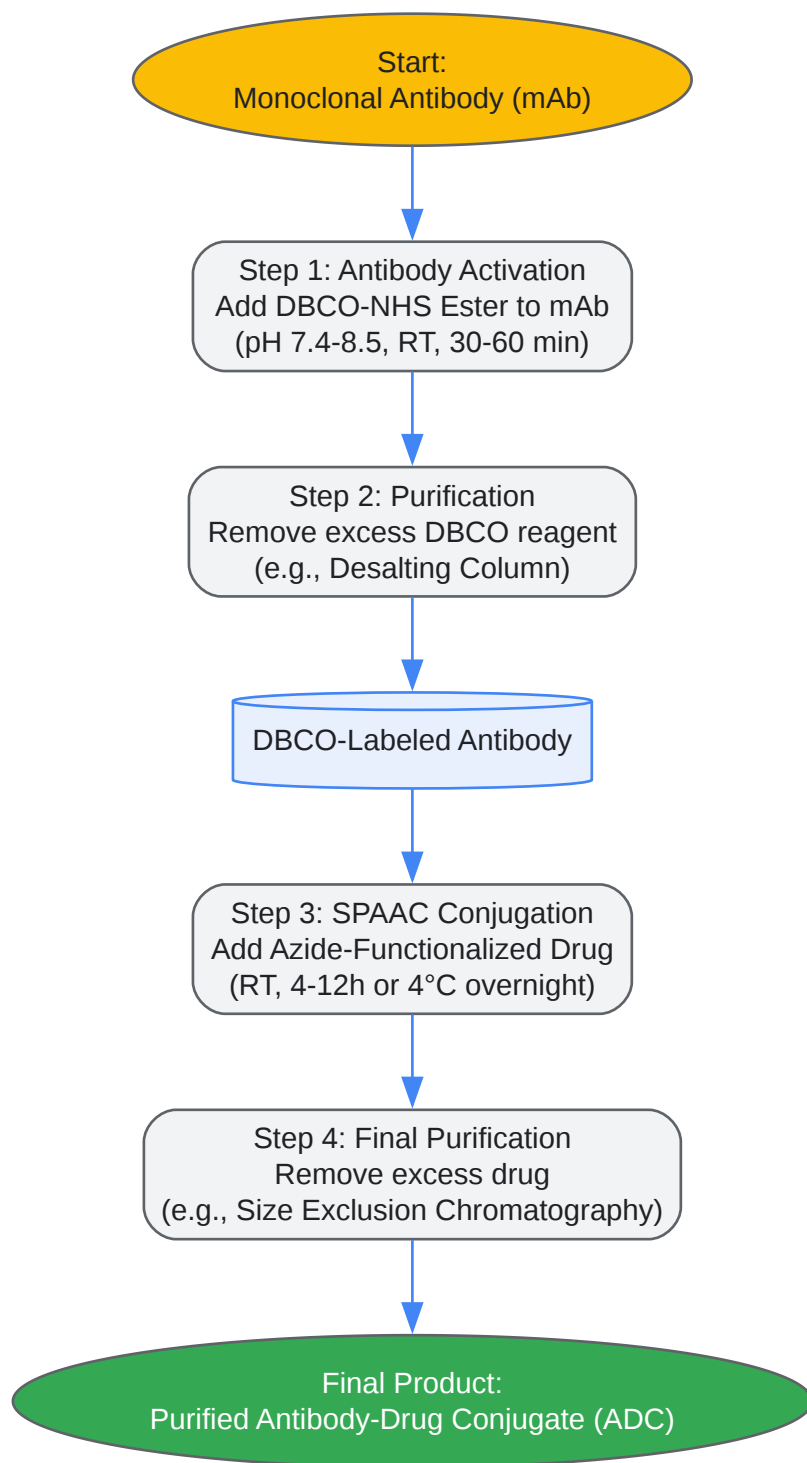 Start:
Monoclonal Antibody (mAb)
Step 1: Antibody Activation
Add DBCO-NHS Ester to mAb
(pH 7.4-8.5, RT, 30-60 min)
Step 2: Purification
Remove excess DBCO reagent
(e.g., Desalting Column)
DBCO-Labeled Antibody
Step 3: SPAAC Conjugation
Add Azide-Functionalized Drug
(RT, 4-12h or 4°C overnight)
Step 4: Final Purification
Remove excess drug
(e.g., Size Exclusion Chromatography)
Final Product:
Purified Antibody-Drug Conjugate (ADC)